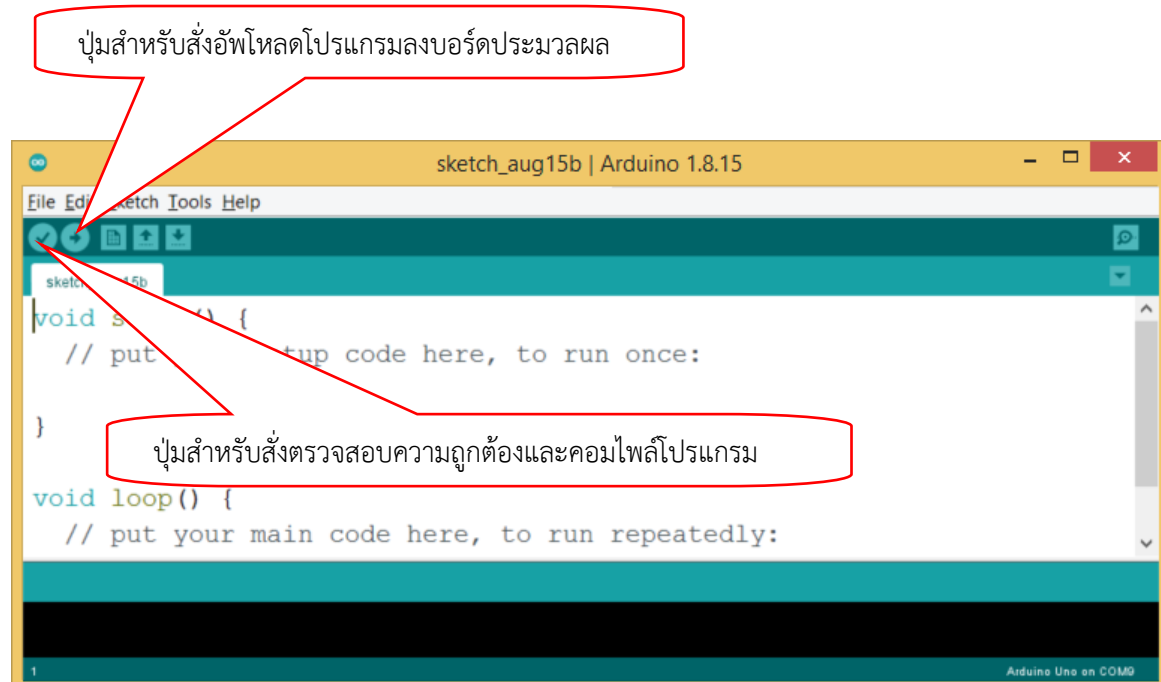 ปุ่มสำหรับสั่งอัพโหลดโปรแกรมลงบอร์ดประมวลผล
sketch_aug15b | Arduino 1.8.15
File Edi ketch Tools Help
sketc 15b
void s () {
// put tup code here, to run once:
}
ปุ่มสำหรับสั่งตรวจสอบความถูกต้องและคอมไพล์โปรแกรม
void loop() {
// put your main code here, to run repeatedly:
1
Arduino Uno on COM9